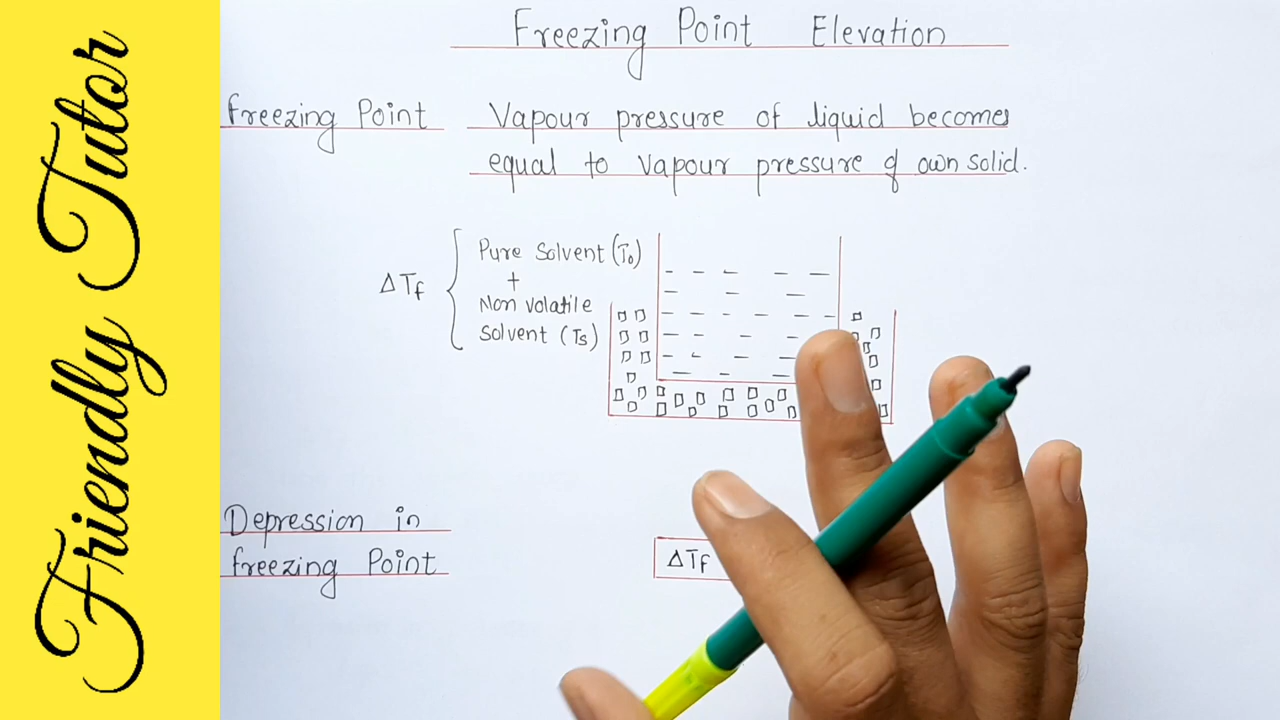 Friendly Tutor
Freezing Point Elevation
Freezing Point
Vapour pressure of liquid becomes
equal to vapour pressure of own solid.
ΔTf
Pure Solvent (T₀)
+
Non volatile
Solvent (Ts)
Depression in
freezing Point
ΔTf